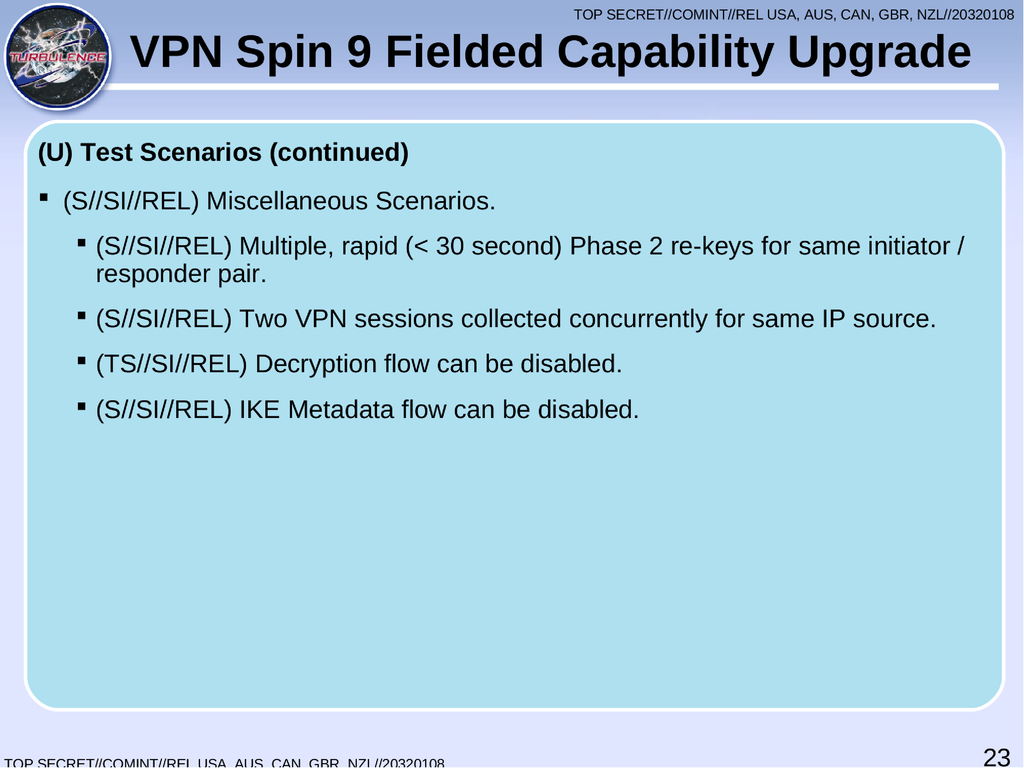 TOP SECRET//COMINT//REL USA, AUS, CAN, GBR, NZL//20320108
TURBULENCE
VPN Spin 9 Fielded Capability Upgrade
(U) Test Scenarios (continued)
▪ (S//SI//REL) Miscellaneous Scenarios.
▪ (S//SI//REL) Multiple, rapid (< 30 second) Phase 2 re-keys for same initiator /
responder pair.
▪ (S//SI//REL) Two VPN sessions collected concurrently for same IP source.
▪ (TS//SI//REL) Decryption flow can be disabled.
▪ (S//SI//REL) IKE Metadata flow can be disabled.
TOP SECRET//COMINT//REL USA, AUS, CAN, GBR, NZL//20320108
23